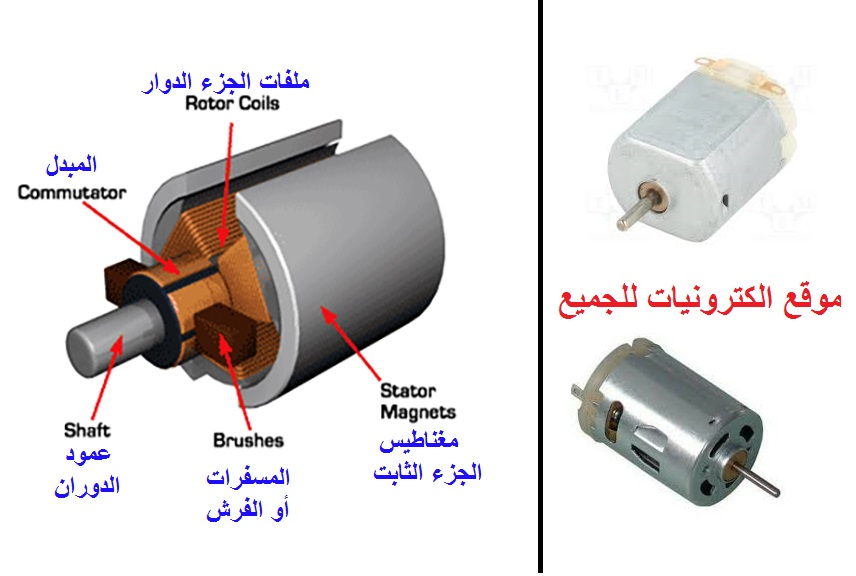 ملفات الجزء الدوار
Rotor Coils
المبدل
Commutator
Shaft
عمود
الدوران
Brushes
المسفرات
أو الفرش
Stator
Magnets
مغناطيس
الجزء الثابت
موقع الكترونيات للجميع